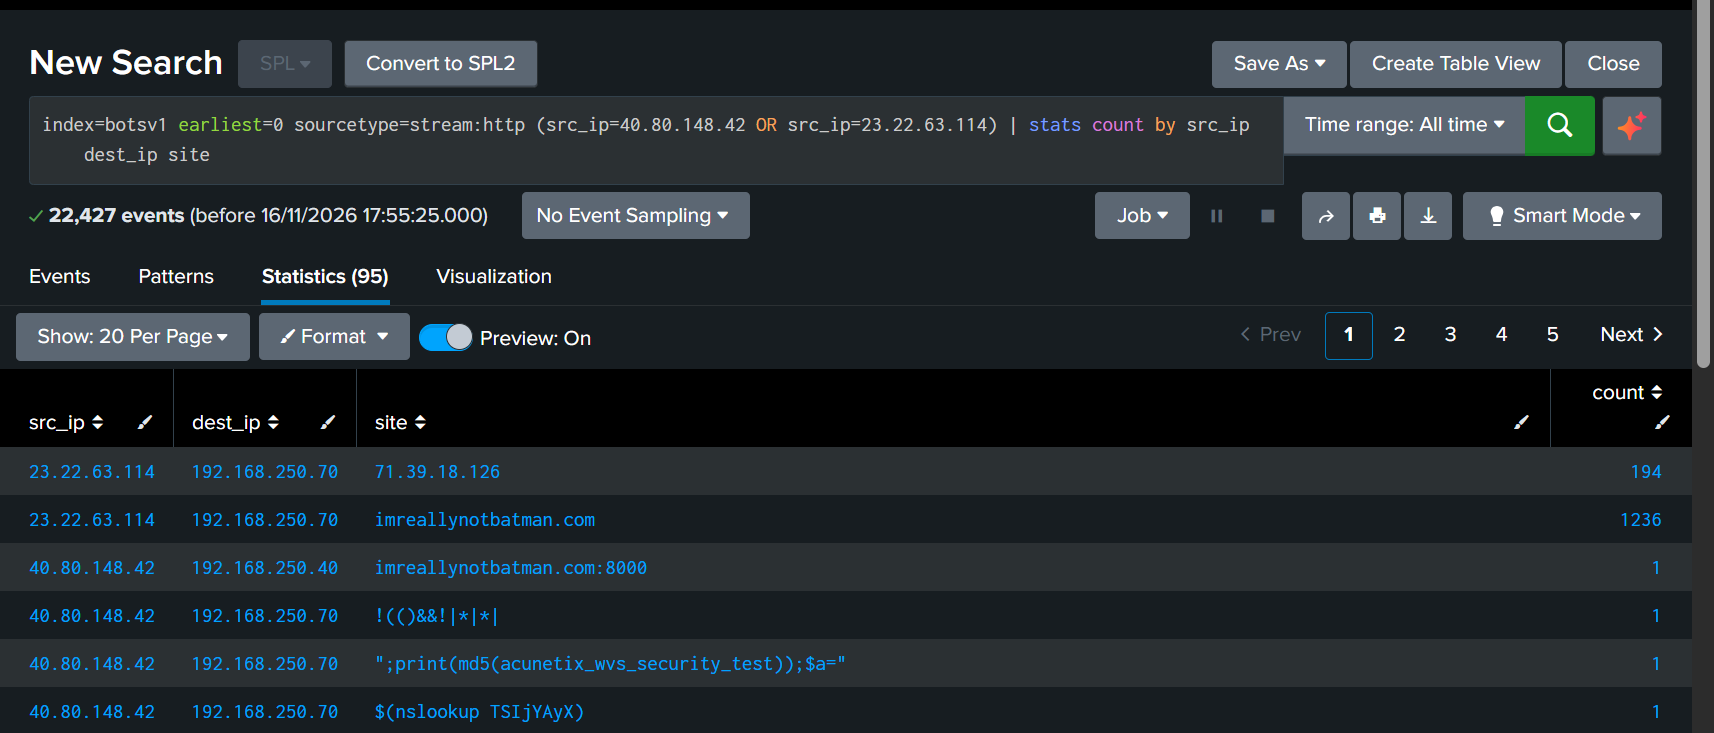 New Search SPL Convert to SPL2 Save As Create Table View Close
index=botsv1 earliest=0 sourcetype=stream:http (src_ip=40.80.148.42 OR src_ip=23.22.63.114) | stats count by src_ip
dest_ip site
Time range: All time
22,427 events (before 16/11/2026 17:55:25.000) No Event Sampling Job Smart Mode
Events Patterns Statistics (95) Visualization
Show: 20 Per Page Format Preview: On Prev 1 2 3 4 5 Next
src_ip dest_ip site count
23.22.63.114 192.168.250.70 71.39.18.126 194
23.22.63.114 192.168.250.70 imreallynotbatman.com 1236
40.80.148.42 192.168.250.40 imreallynotbatman.com:8000 1
40.80.148.42 192.168.250.70 !(()&&!|*|*| 1
40.80.148.42 192.168.250.70 ";print(md5(acunetix_wvs_security_test));$a=" 1
40.80.148.42 192.168.250.70 $(nslookup TSIjYAyX) 1